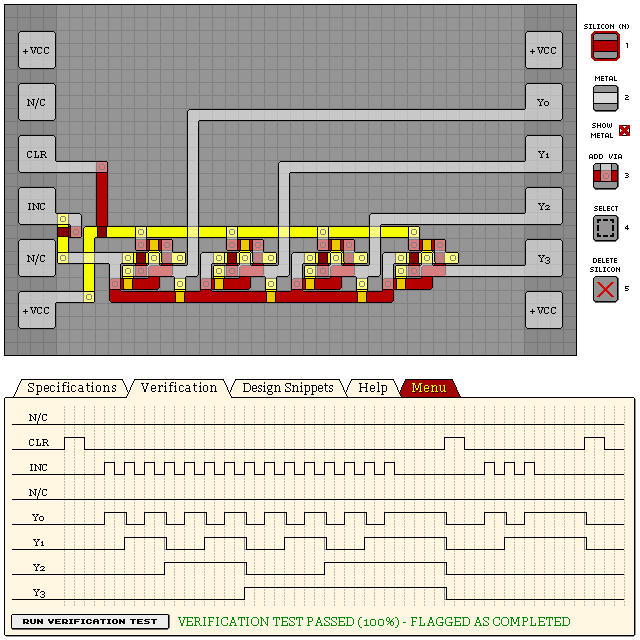 SILICON (N)
+VCC
+VCC
1
METAL
N/C
Y0
2
SHOW
METAL
CLR
Y1
ADD VIA
3
INC
Y2
SELECT
4
N/C
Y3
DELETE
SILICON
5
+VCC
+VCC
Specifications
Verification
Design Snippets
Help
Menu
N/C
CLR
INC
N/C
Y0
Y1
Y2
Y3
RUN VERIFICATION TEST
VERIFICATION TEST PASSED (100%) - FLAGGED AS COMPLETED